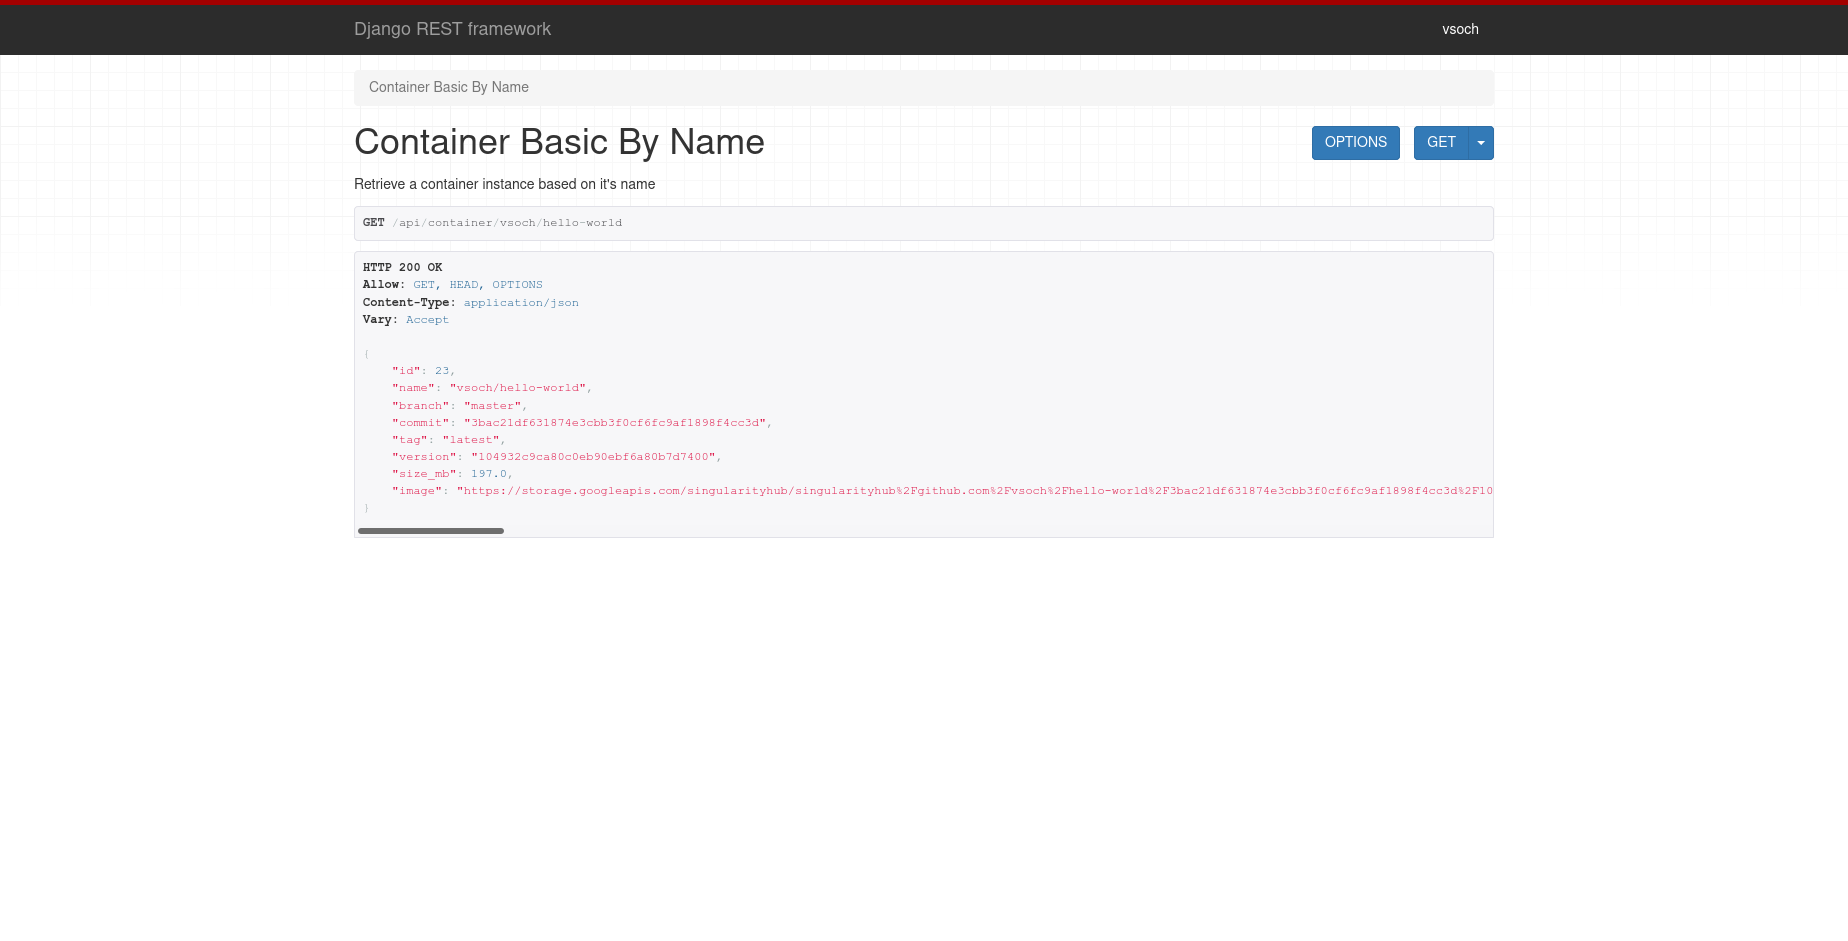 Django REST framework
vsoch
Container Basic By Name
Container Basic By Name
OPTIONS
GET
Retrieve a container instance based on it's name
GET /api/container/vsoch/hello-world
HTTP 200 OK
Allow: GET, HEAD, OPTIONS
Content-Type: application/json
Vary: Accept
{
"id": 23,
"name": "vsoch/hello-world",
"branch": "master",
"commit": "3bac21df631874e3cbb3f0cf6fc9af1898f4cc3d",
"tag": "latest",
"version": "104932c9ca80c0eb90ebf6a80b7d7400",
"size_mb": 197.0,
"image": "https://storage.googleapis.com/singularityhub/singularityhub%2Fgithub.com%2Fvsoch%2Fhello-world%2F3bac21df631874e3cbb3f0cf6fc9af1898f4cc3d%2F10
}